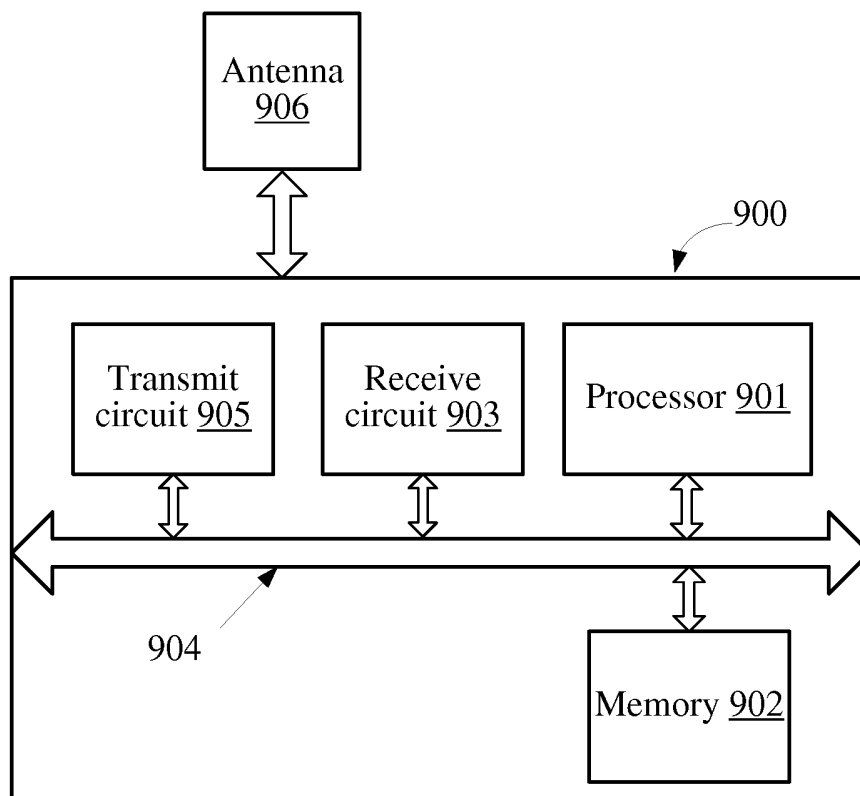 Antenna
906
900
Transmit
circuit 905
Receive
circuit 903
Processor 901
904
Memory 902